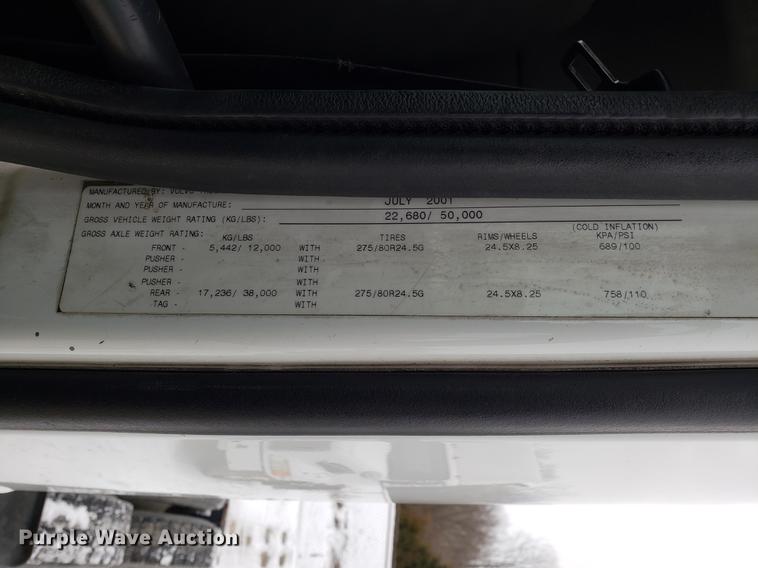 MANUFACTURED BY: VOLVO
MONTH AND YEAR OF MANUFACTURE: JULY 2001
GROSS VEHICLE WEIGHT RATING (KG/LBS): 22,680/ 50,000
(COLD INFLATION)
GROSS AXLE WEIGHT RATING: KG/LBS TIRES RIMS/WHEELS KPA/PSI
FRONT - 5,442/ 12,000 WITH 275/80R24.5G 24.5X8.25 689/100
PUSHER - WITH
PUSHER - WITH
PUSHER - WITH
REAR - 17,236/ 38,000 WITH 275/80R24.5G 24.5X8.25 758/110
TAG - WITH
Purple Wave Auction